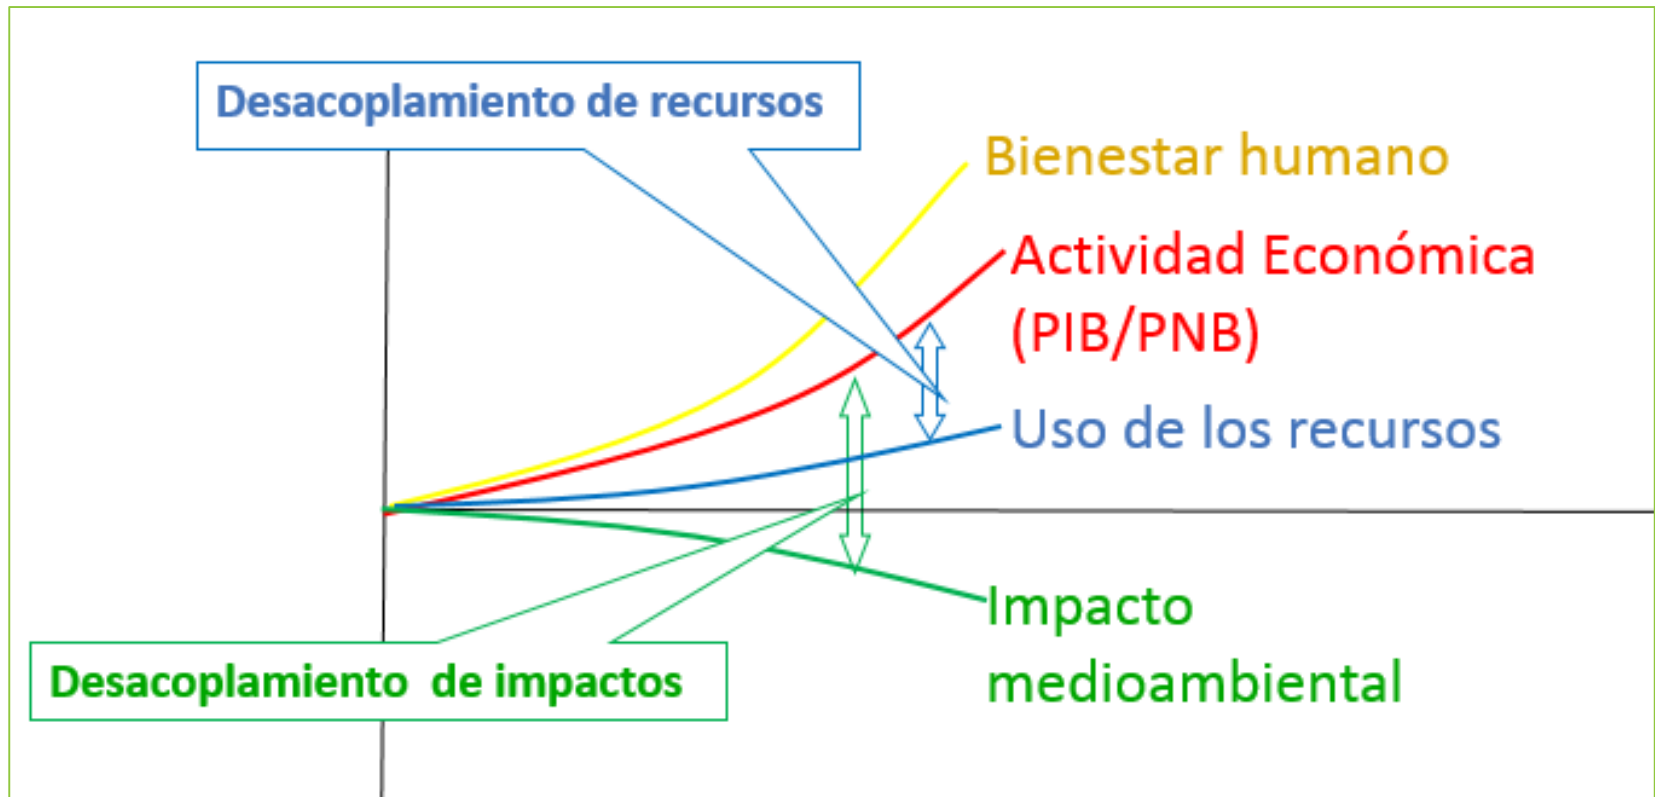 Desacoplamiento de recursos
Bienestar humano
Actividad Económica
(PIB/PNB)
Uso de los recursos
Impacto
medioambiental
Desacoplamiento de impactos